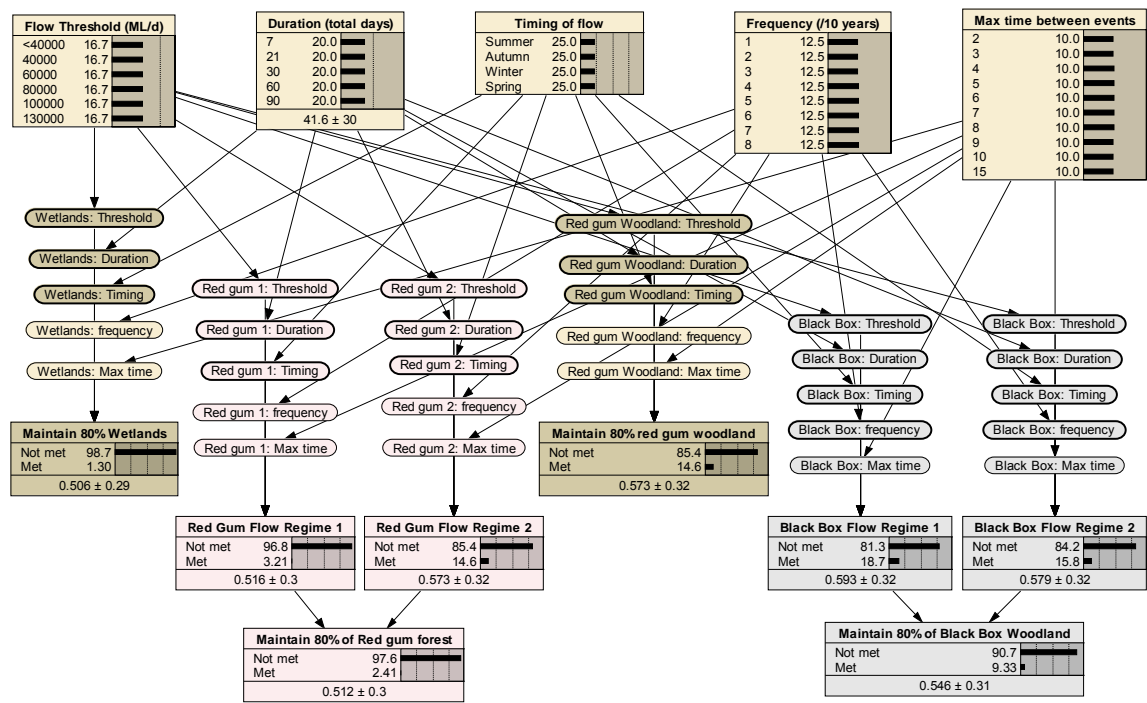 Flow Threshold (ML/d)
<40000 16.7
40000 16.7
60000 16.7
80000 16.7
100000 16.7
130000 16.7
Duration (total days)
7 20.0
21 20.0
30 20.0
60 20.0
90 20.0
41.6 ± 30
Timing of flow
Summer 25.0
Autumn 25.0
Winter 25.0
Spring 25.0
Frequency (/10 years)
1 12.5
2 12.5
3 12.5
4 12.5
5 12.5
6 12.5
7 12.5
8 12.5
Max time between events
2 10.0
3 10.0
4 10.0
5 10.0
6 10.0
7 10.0
8 10.0
9 10.0
10 10.0
15 10.0
Wetlands: Threshold
Wetlands: Duration
Wetlands: Timing
Wetlands: frequency
Wetlands: Max time
Red gum 1: Threshold
Red gum 1: Duration
Red gum 1: Timing
Red gum 1: frequency
Red gum 1: Max time
Red gum 2: Threshold
Red gum 2: Duration
Red gum 2: Timing
Red gum 2: frequency
Red gum 2: Max time
Red gum Woodland: Threshold
Red gum Woodland: Duration
Red gum Woodland: Timing
Red gum Woodland: frequency
Red gum Woodland: Max time
Black Box: Threshold
Black Box: Duration
Black Box: Timing
Black Box: frequency
Black Box: Max time
Black Box: Threshold
Black Box: Duration
Black Box: Timing
Black Box: frequency
Black Box: Max time
Maintain 80% Wetlands
Not met 98.7
Met 1.30
0.506 ± 0.29
Maintain 80% red gum woodland
Not met 85.4
Met 14.6
0.573 ± 0.32
Red Gum Flow Regime 1
Not met 96.8
Met 3.21
0.516 ± 0.3
Red Gum Flow Regime 2
Not met 85.4
Met 14.6
0.573 ± 0.32
Black Box Flow Regime 1
Not met 81.3
Met 18.7
0.593 ± 0.32
Black Box Flow Regime 2
Not met 84.2
Met 15.8
0.579 ± 0.32
Maintain 80% of Red gum forest
Not met 97.6
Met 2.41
0.512 ± 0.3
Maintain 80% of Black Box Woodland
Not met 90.7
Met 9.33
0.546 ± 0.31